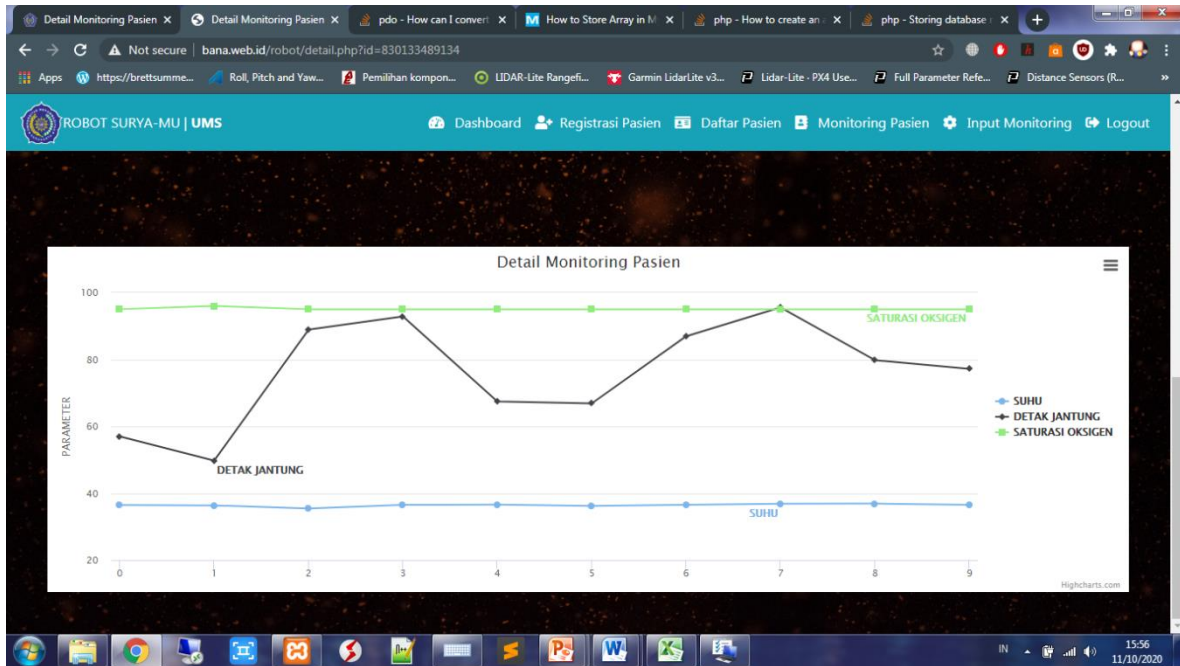 Detail Monitoring Pasien
Detail Monitoring Pasien
pdo - How can I convert
How to Store Array in M
php - How to create an a
php - Storing database r
Not secure | bana.web.id/robot/detail.php?id=830133489134
Apps
https://brettsumme...
Roll, Pitch and Yaw...
Pemilihan kompon...
LIDAR-Lite Rangefi...
Garmin LidarLite v3...
Lidar-Lite · PX4 Use...
Full Parameter Refe...
Distance Sensors (R...
»
ROBOT SURYA-MU | UMS
Dashboard
Registrasi Pasien
Daftar Pasien
Monitoring Pasien
Input Monitoring
Logout
Detail Monitoring Pasien
100
80
60
40
20
PARAMETER
SATURASI OKSIGEN
DETAK JANTUNG
SUHU
SUHU
DETAK JANTUNG
SATURASI OKSIGEN
0 1 2 3 4 5 6 7 8 9
Highcharts.com
IN
15:56
11/10/2020